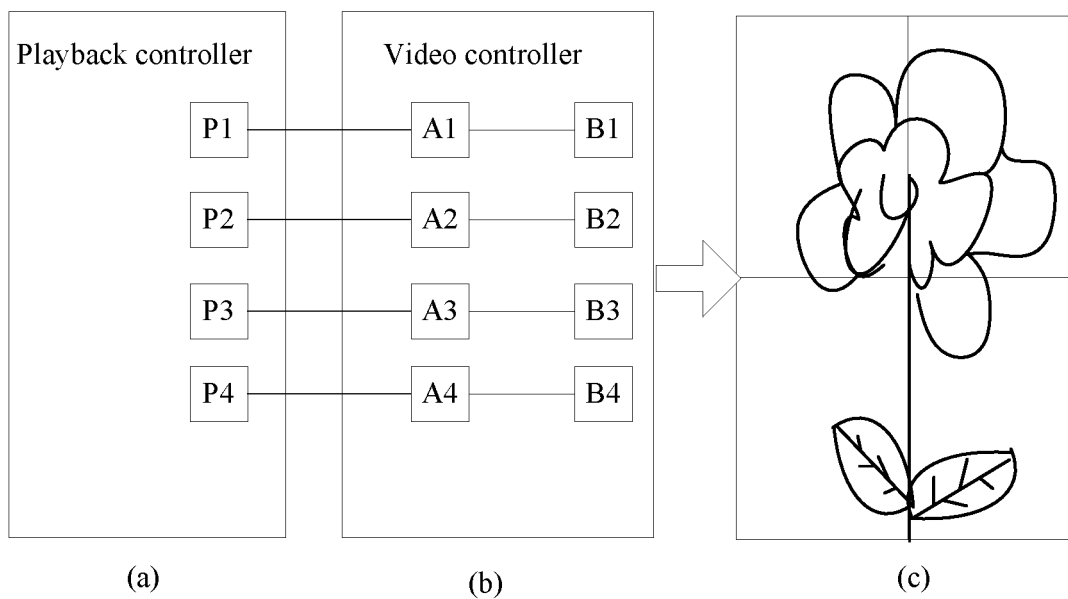 Playback controller
Video controller
P1 A1 B1
P2 A2 B2
P3 A3 B3
P4 A4 B4
(a) (b) (c)